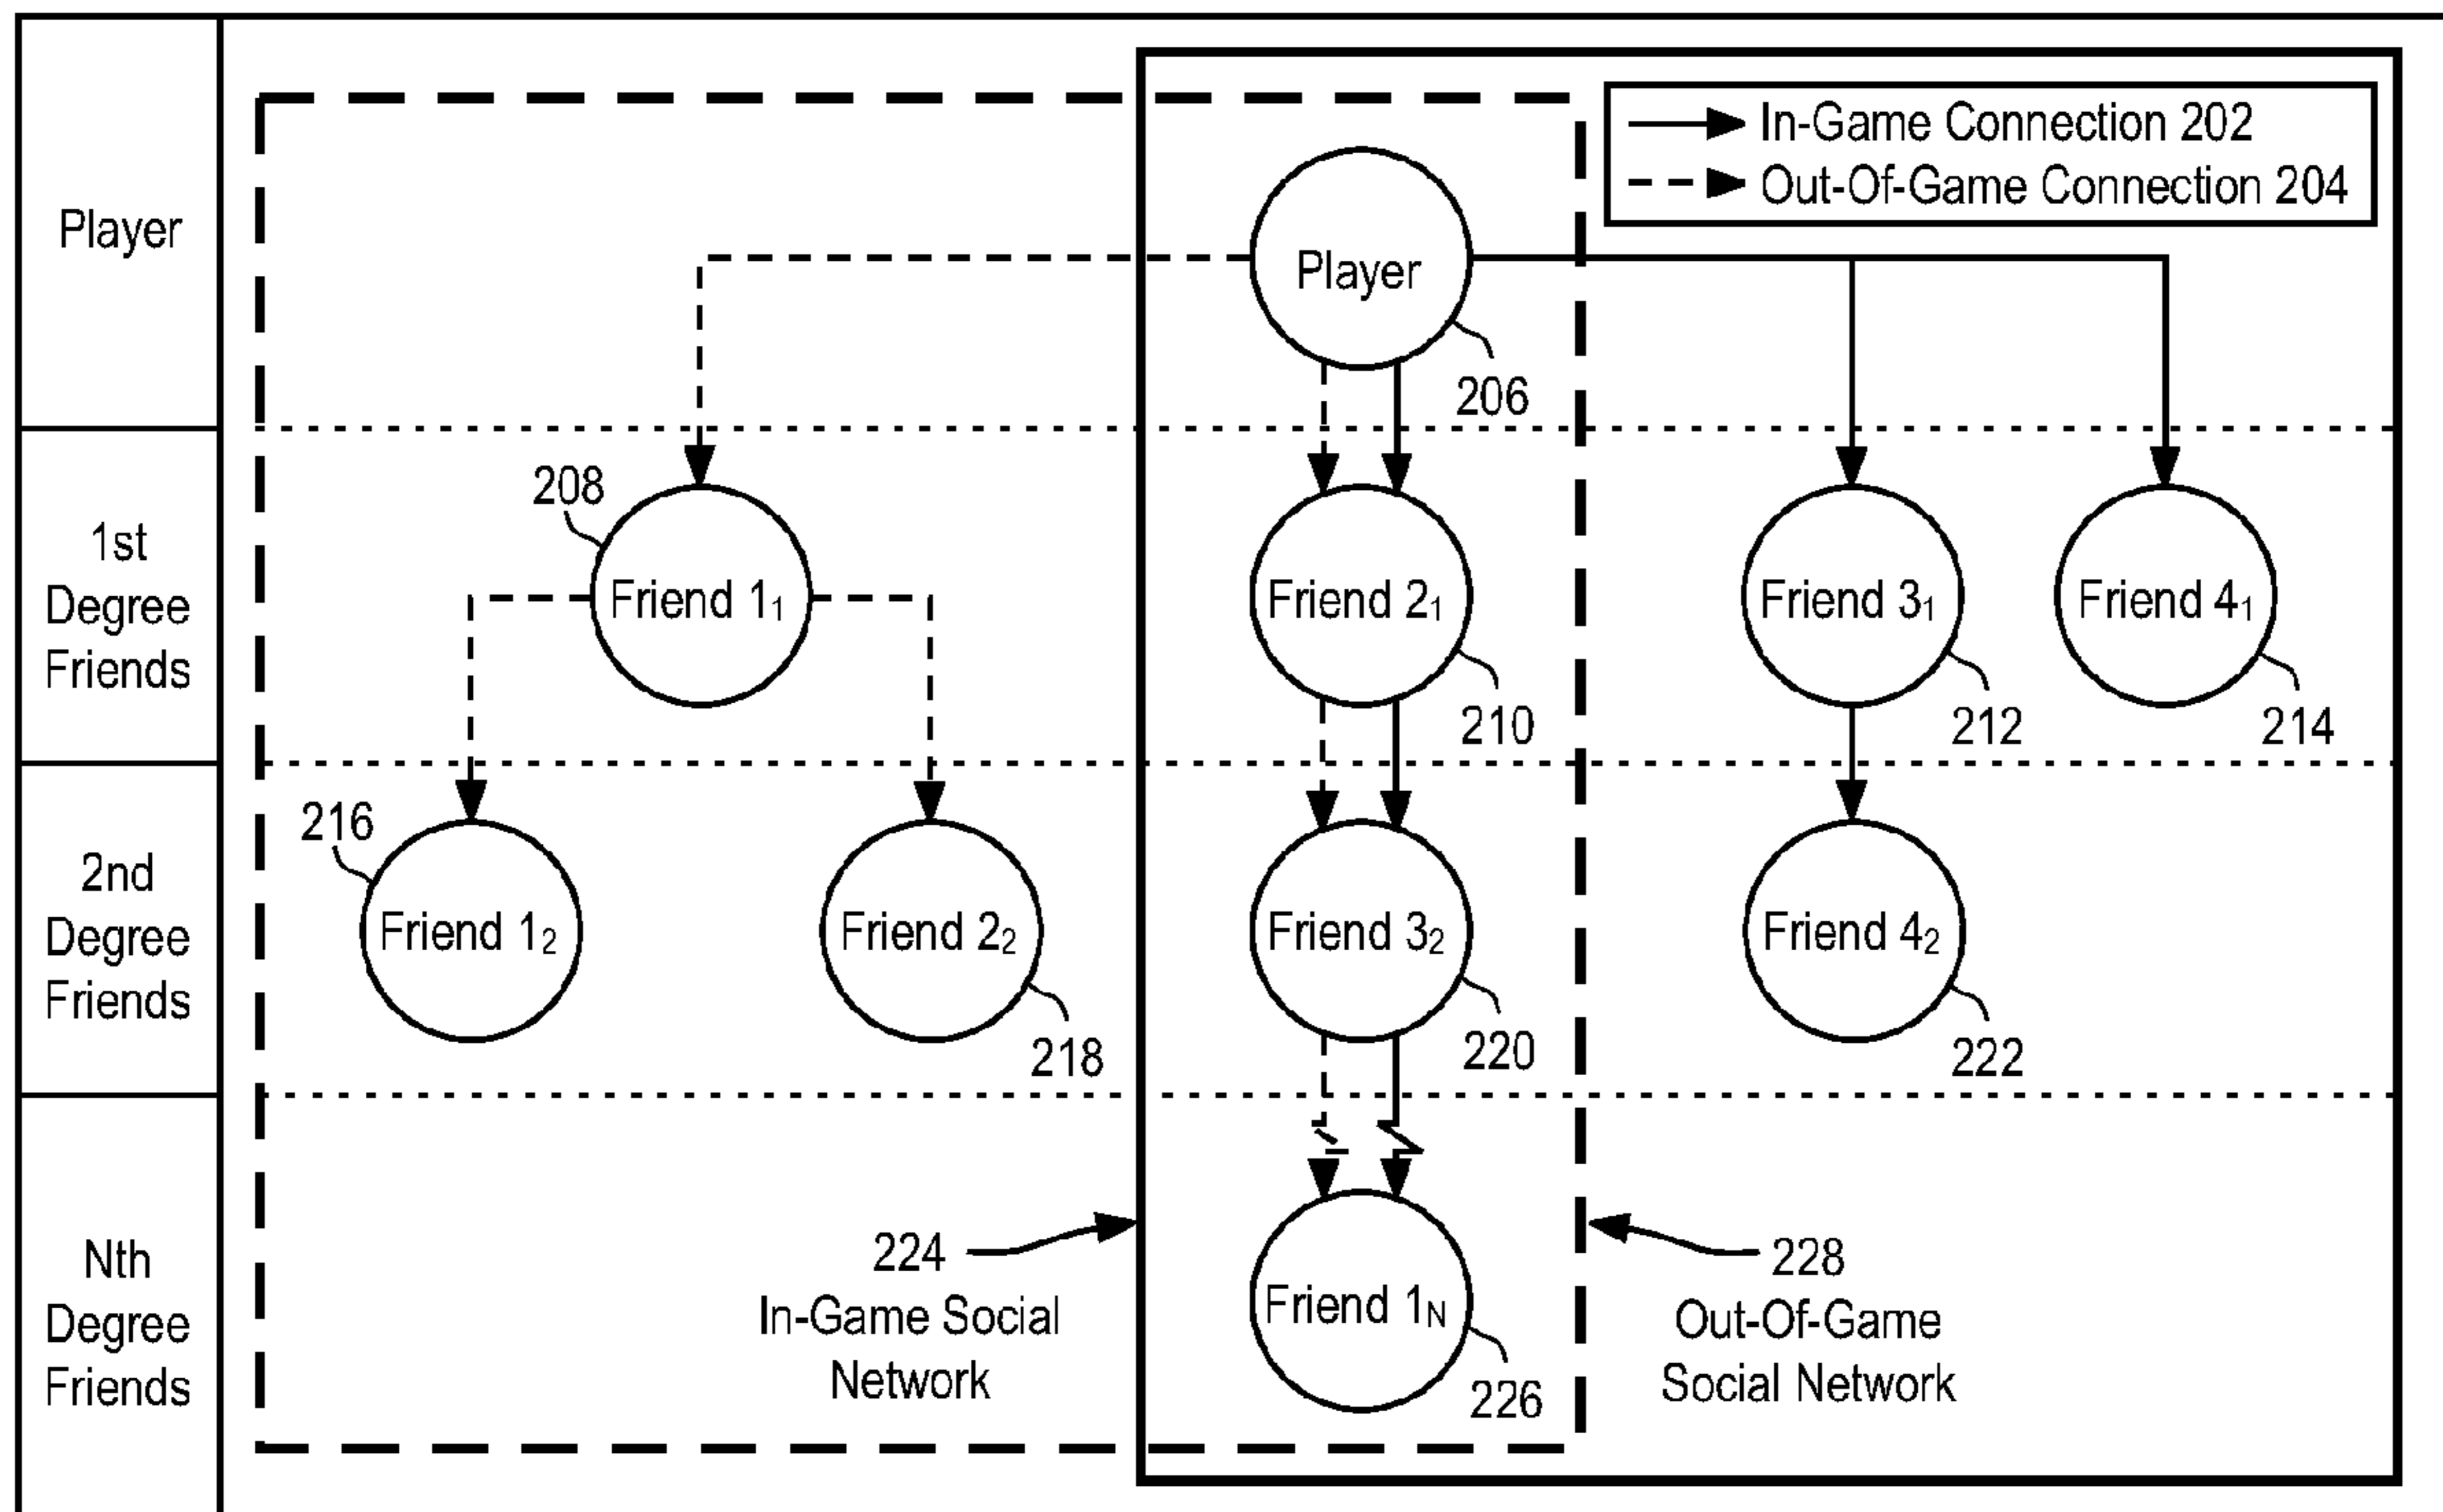 In-Game Connection 202
Out-Of-Game Connection 204
Player
Player
206
1st
Degree
Friends
208
Friend 1₁
Friend 2₁
Friend 3₁
Friend 4₁
210
212
214
2nd
Degree
Friends
216
Friend 1₂
Friend 2₂
Friend 3₂
Friend 4₂
218
220
222
Nth
Degree
Friends
224
In-Game Social
Network
Friend 1N
226
228
Out-Of-Game
Social Network